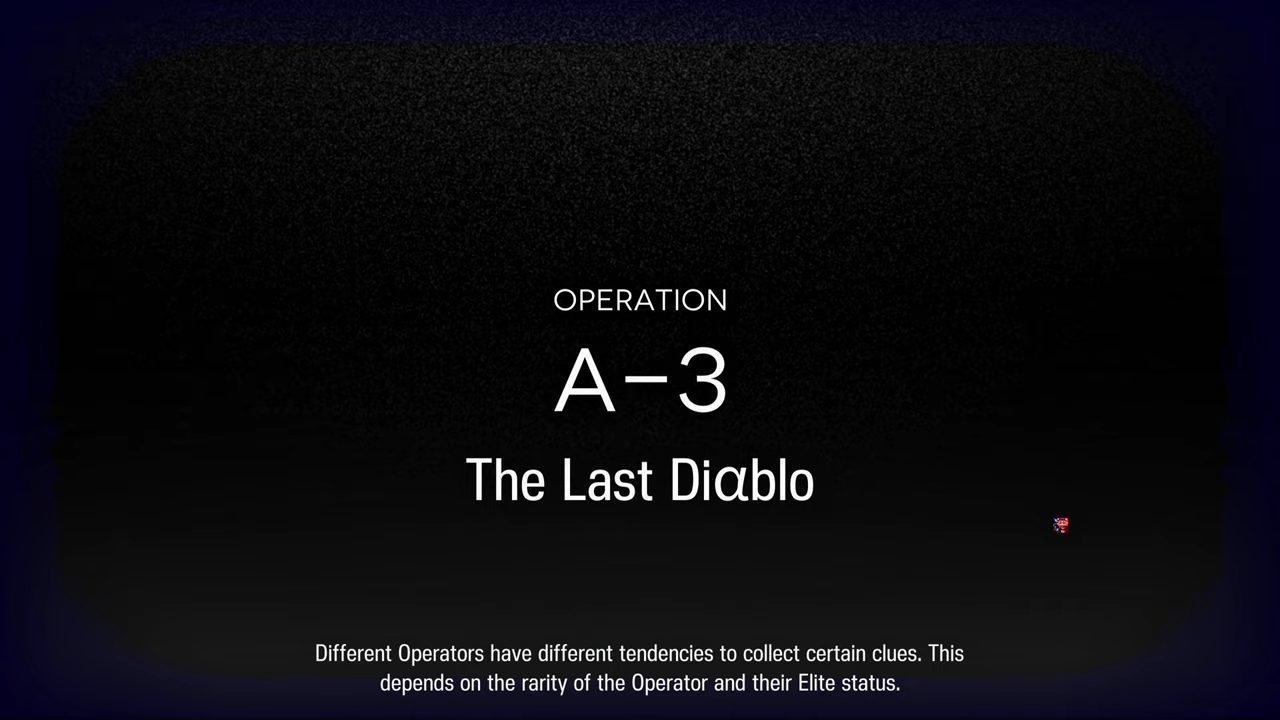 OPERATION
A-3
The Last Diαblo
Different Operators have different tendencies to collect certain clues. This
depends on the rarity of the Operator and their Elite status.